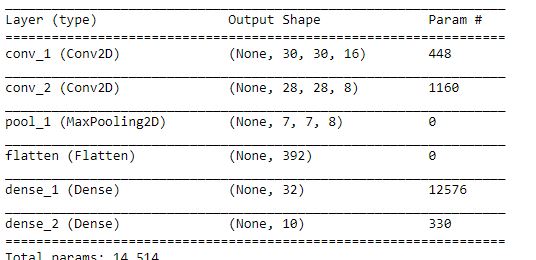 Layer (type) Output Shape Param #
conv_1 (Conv2D) (None, 30, 30, 16) 448
conv_2 (Conv2D) (None, 28, 28, 8) 1160
pool_1 (MaxPooling2D) (None, 7, 7, 8) 0
flatten (Flatten) (None, 392) 0
dense_1 (Dense) (None, 32) 12576
dense_2 (Dense) (None, 10) 330
Total params: 14,514